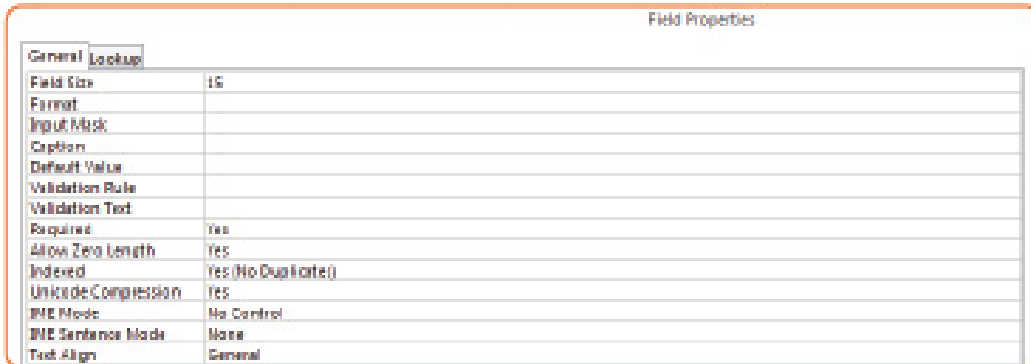 Field Properties
General Lookup
Field Size 15
Format
Input Mask
Caption
Default Value
Validation Rule
Validation Text
Required Yes
Allow Zero Length Yes
Indexed Yes (No Duplicates)
Unicode Compression Yes
IME Mode No Control
IME Sentence Mode None
Text Align General